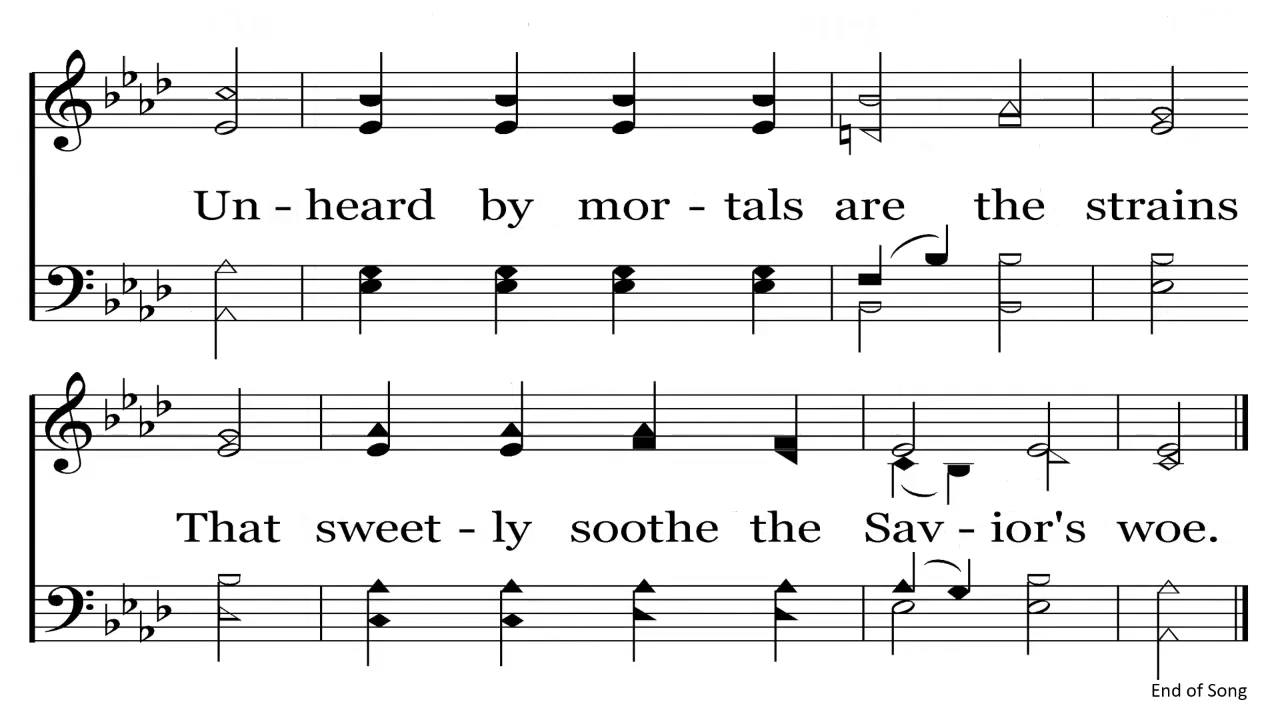 Un - heard by mor - tals are the strains
That sweet - ly soothe the Sav - ior's woe.
End of Song